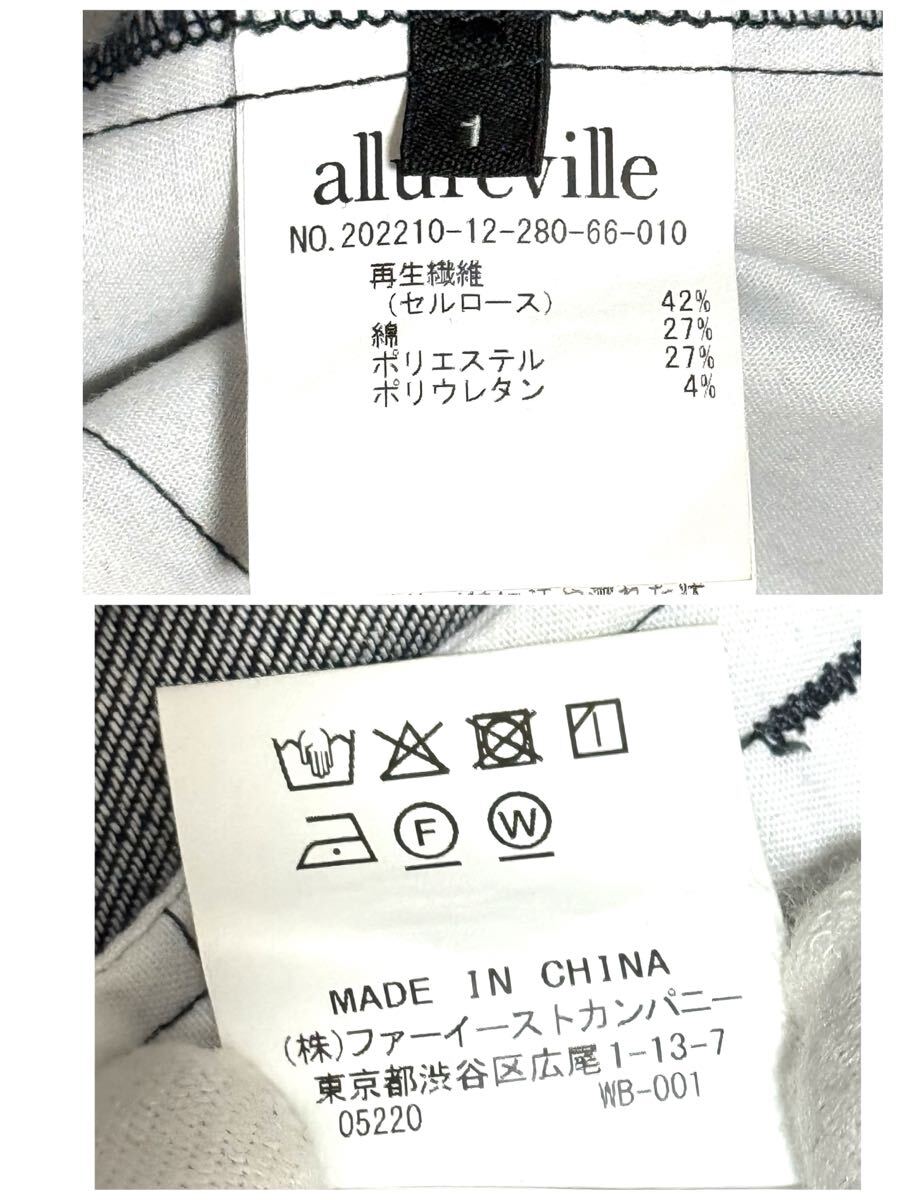 1
allureville
NO.202210-12-280-66-010
再生繊維
(セルロース) 42%
綿 27%
ポリエステル 27%
ポリウレタン 4%
F W
MADE IN CHINA
(株)ファーイーストカンパニー
東京都渋谷区広尾1-13-7
05220 WB-001